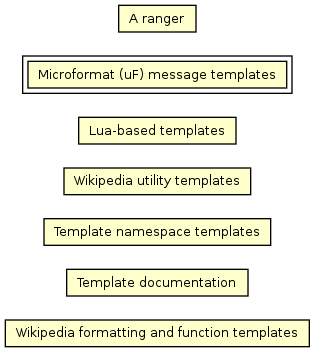 A ranger
Microformat (uF) message templates
Lua-based templates
Wikipedia utility templates
Template namespace templates
Template documentation
Wikipedia formatting and function templates